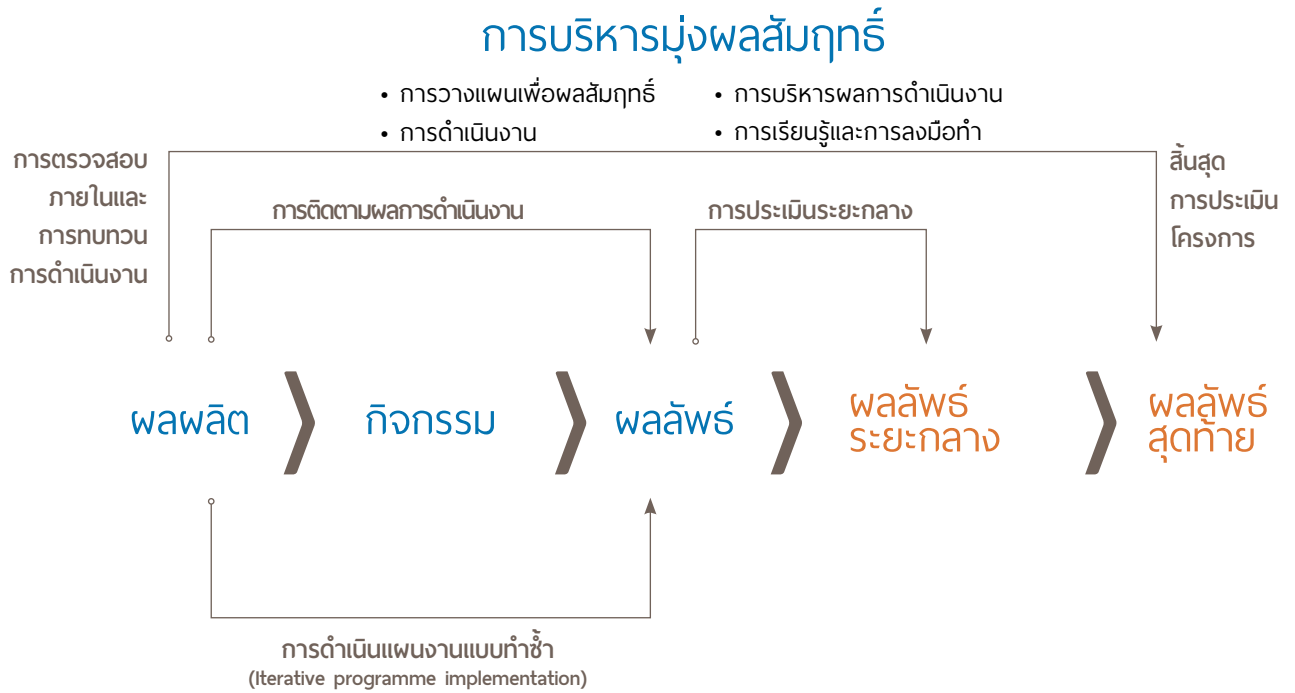 การบริหารมุ่งผลสัมฤทธิ์
• การวางแผนเพื่อผลสัมฤทธิ์
• การดำเนินงาน
• การบริหารผลการดำเนินงาน
• การเรียนรู้และการลงมือทำ
การตรวจสอบ
ภายในและ
การทบทวน
การดำเนินงาน
การติดตามผลการดำเนินงาน
การประเมินระยะกลาง
สิ้นสุด
การประเมิน
โครงการ
ผลผลิต
กิจกรรม
ผลลัพธ์
ผลลัพธ์
ระยะกลาง
ผลลัพธ์
สุดท้าย
การดำเนินแผนงานแบบทำซ้ำ
(Iterative programme implementation)